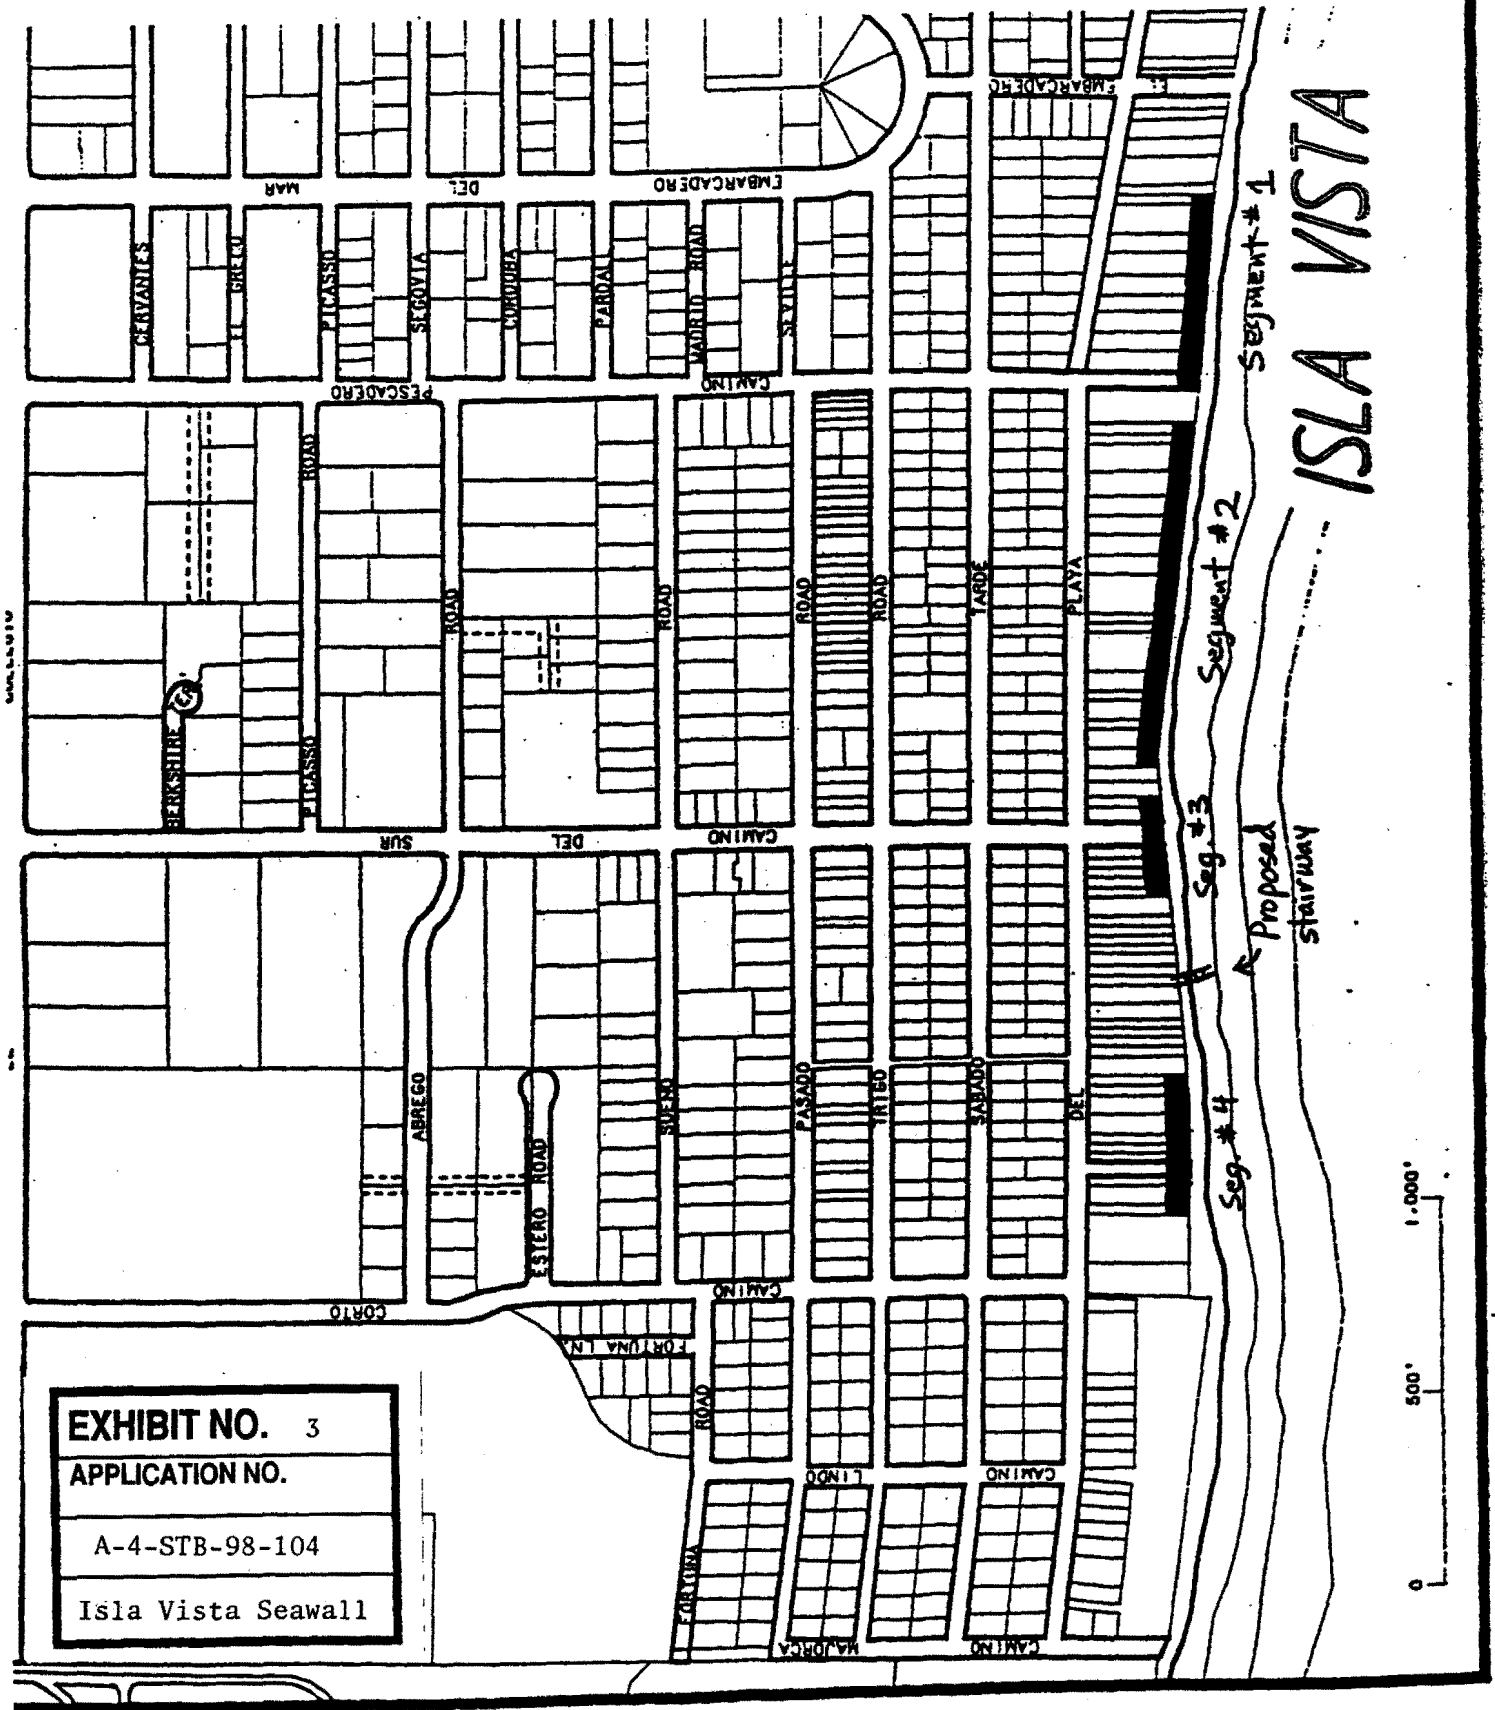 EL
EMBARCADERO
MAR
DEL
EMBARCADERO
CERVANTES
EL GRECO
PICASSO
SEGOVIA
CORDOBA
PARDALL
MADRID ROAD
SEVILLE
PESCADERO
CAMINO
ROAD
ROAD
ROAD
ROAD
ROAD
TARDE
PLAYA
BERKSHIRE
PICASSO
SUR
DEL
CAMINO
ABREGO
ESTERO ROAD
SUENO
PASADO
TRIGO
SABADO
DEL
CORTO
CAMINO
FORTUNA LN.
ROAD
LINDO
CAMINO
FORTUNA
MAJORCA
CAMINO
Segment #1
Segment #2
Seg. #3
Proposed
stairway
Seg #4
ISLA VISTA
0
500'
1,000'
EXHIBIT NO. 3
APPLICATION NO.
A-4-STB-98-104
Isla Vista Seawall